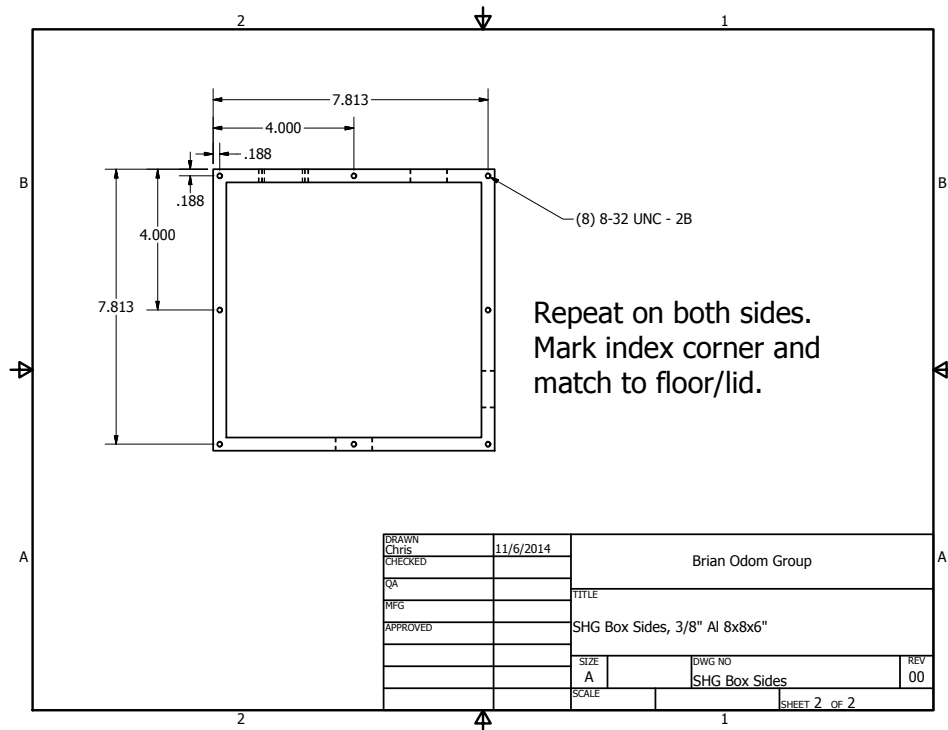 2
1
7.813
4.000
.188
B
B
.188
(8) 8-32 UNC - 2B
4.000
7.813
Repeat on both sides.
Mark index corner and
match to floor/lid.
A
A
DRAWN
Chris
11/6/2014
CHECKED
QA
MFG
APPROVED
Brian Odom Group
TITLE
SHG Box Sides, 3/8" Al 8x8x6"
SIZE
A
DWG NO
SHG Box Sides
REV
00
SCALE
SHEET 2 OF 2
2
1